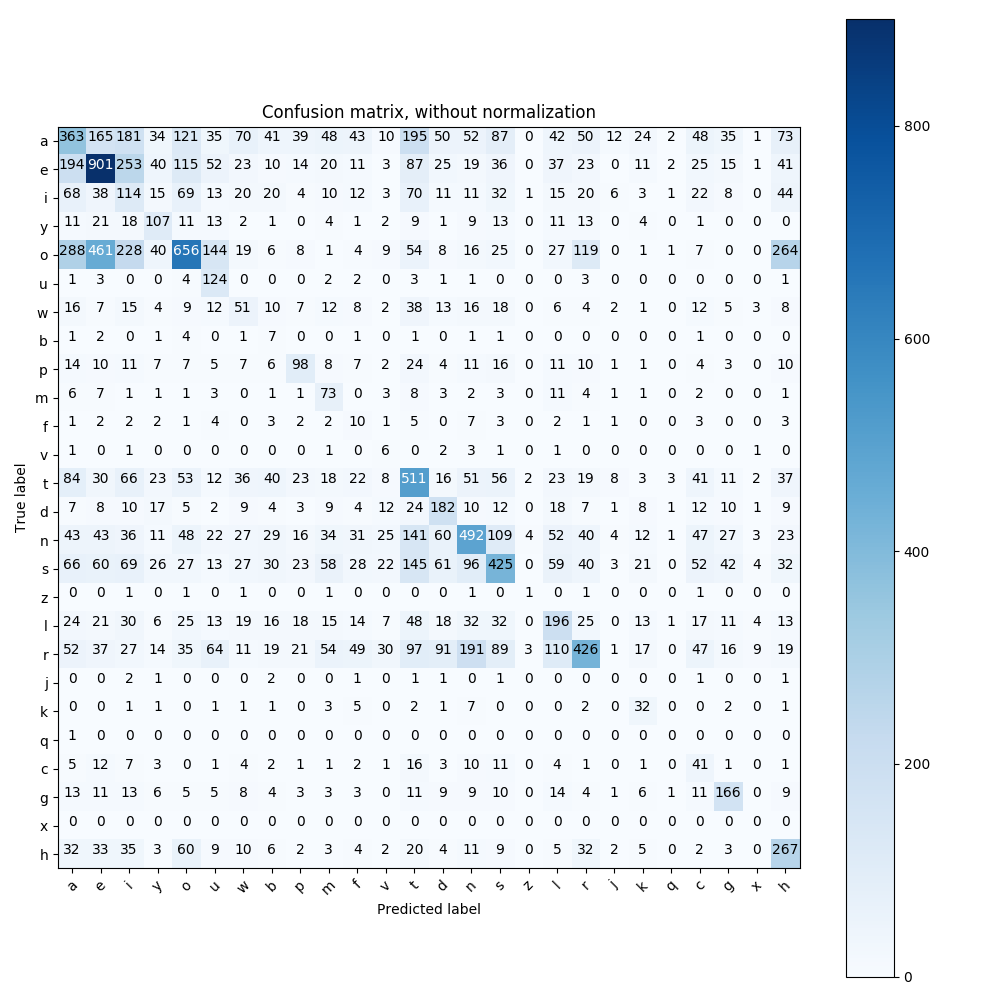 Confusion matrix, without normalization
a 363 165 181 34 121 35 70 41 39 48 43 10 195 50 52 87 0 42 50 12 24 2 48 35 1 73
e 194 901 253 40 115 52 23 10 14 20 11 3 87 25 19 36 0 37 23 0 11 2 25 15 1 41
i 68 38 114 15 69 13 20 20 4 10 12 3 70 11 11 32 1 15 20 6 3 1 22 8 0 44
y 11 21 18 107 11 13 2 1 0 4 1 2 9 1 9 13 0 11 13 0 4 0 1 0 0 0
o 288 461 228 40 656 144 19 6 8 1 4 9 54 8 16 25 0 27 119 0 1 1 7 0 0 264
u 1 3 0 0 4 124 0 0 0 2 2 0 3 1 1 0 0 0 3 0 0 0 0 0 0 1
w 16 7 15 4 9 12 51 10 7 12 8 2 38 13 16 18 0 6 4 2 1 0 12 5 3 8
b 1 2 0 1 4 0 1 7 0 0 1 0 1 0 1 1 0 0 0 0 0 0 1 0 0 0
p 14 10 11 7 7 5 7 6 98 8 7 2 24 4 11 16 0 11 10 1 1 0 4 3 0 10
m 6 7 1 1 1 3 0 1 1 73 0 3 8 3 2 3 0 11 4 1 1 0 2 0 0 1
f 1 2 2 2 1 4 0 3 2 2 10 1 5 0 7 3 0 2 1 1 0 0 3 0 0 3
v 1 0 1 0 0 0 0 0 0 1 0 6 0 2 3 1 0 1 0 0 0 0 0 0 1 0
t 84 30 66 23 53 12 36 40 23 18 22 8 511 16 51 56 2 23 19 8 3 3 41 11 2 37
d 7 8 10 17 5 2 9 4 3 9 4 12 24 182 10 12 0 18 7 1 8 1 12 10 1 9
n 43 43 36 11 48 22 27 29 16 34 31 25 141 60 492 109 4 52 40 4 12 1 47 27 3 23
s 66 60 69 26 27 13 27 30 23 58 28 22 145 61 96 425 0 59 40 3 21 0 52 42 4 32
z 0 0 1 0 1 0 1 0 0 1 0 0 0 0 1 0 1 0 1 0 0 0 1 0 0 0
l 24 21 30 6 25 13 19 16 18 15 14 7 48 18 32 32 0 196 25 0 13 1 17 11 4 13
r 52 37 27 14 35 64 11 19 21 54 49 30 97 91 191 89 3 110 426 1 17 0 47 16 9 19
j 0 0 2 1 0 0 0 2 0 0 1 0 1 1 0 1 0 0 0 0 0 0 1 0 0 1
k 0 0 1 1 0 1 1 1 0 3 5 0 2 1 7 0 0 0 2 0 32 0 0 2 0 1
q 1 0 0 0 0 0 0 0 0 0 0 0 0 0 0 0 0 0 0 0 0 0 0 0 0 0
c 5 12 7 3 0 1 4 2 1 1 2 1 16 3 10 11 0 4 1 0 1 0 41 1 0 1
g 13 11 13 6 5 5 8 4 3 3 3 0 11 9 9 10 0 14 4 1 6 1 11 166 0 9
x 0 0 0 0 0 0 0 0 0 0 0 0 0 0 0 0 0 0 0 0 0 0 0 0 0 0
h 32 33 35 3 60 9 10 6 2 3 4 2 20 4 11 9 0 5 32 2 5 0 2 3 0 267
a e i y o u w b p m f v t d n s z l r j k q c g x h
True label
Predicted label
800
600
400
200
0